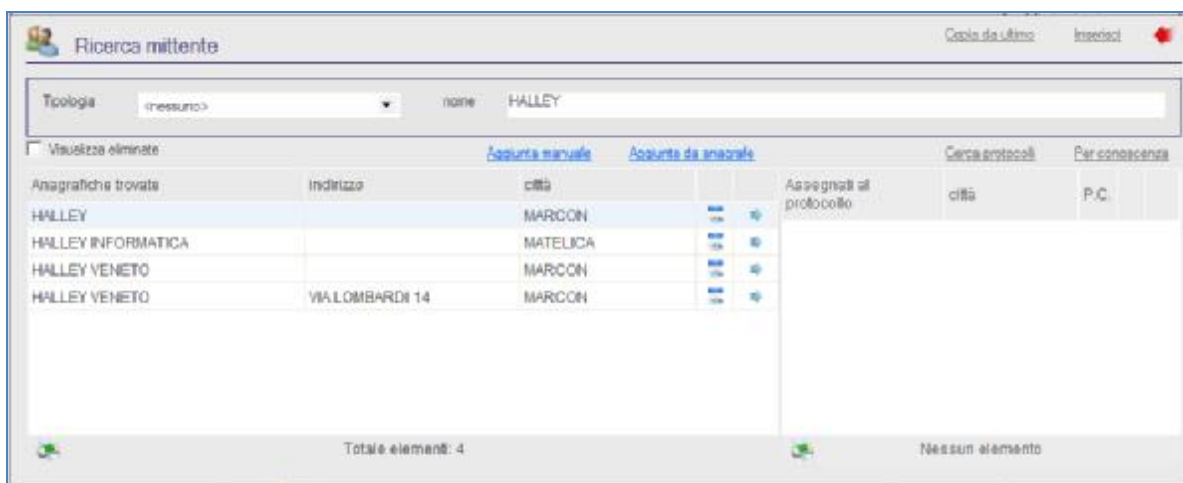 Ricerca mittente
Copia da ultimo Inserisci
Tipologia <nessuno> nome HALLEY
Visualizza eliminate Aggiunta manuale Aggiunta da anagrafe Cerca protocolli Per conoscenza
Anagrafiche trovate Indirizzo città Assegnati al protocollo città P.C.
HALLEY MARCON
HALLEY INFORMATICA MATELICA
HALLEY VENETO MARCON
HALLEY VENETO VIA LOMBARDI 14 MARCON
Totale elementi: 4 Nessun elemento